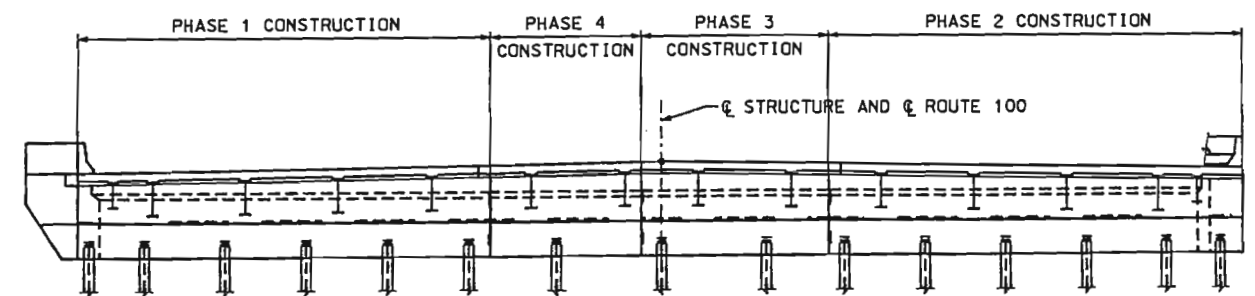 PHASE 1 CONSTRUCTION
PHASE 4
CONSTRUCTION
PHASE 3
CONSTRUCTION
PHASE 2 CONSTRUCTION
℄ STRUCTURE AND ℄ ROUTE 100